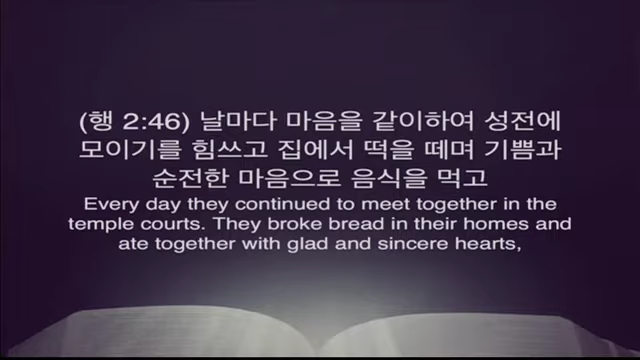 (행 2:46) 날마다 마음을 같이하여 성전에
모이기를 힘쓰고 집에서 떡을 떼며 기쁨과
순전한 마음으로 음식을 먹고
Every day they continued to meet together in the
temple courts. They broke bread in their homes and
ate together with glad and sincere hearts,